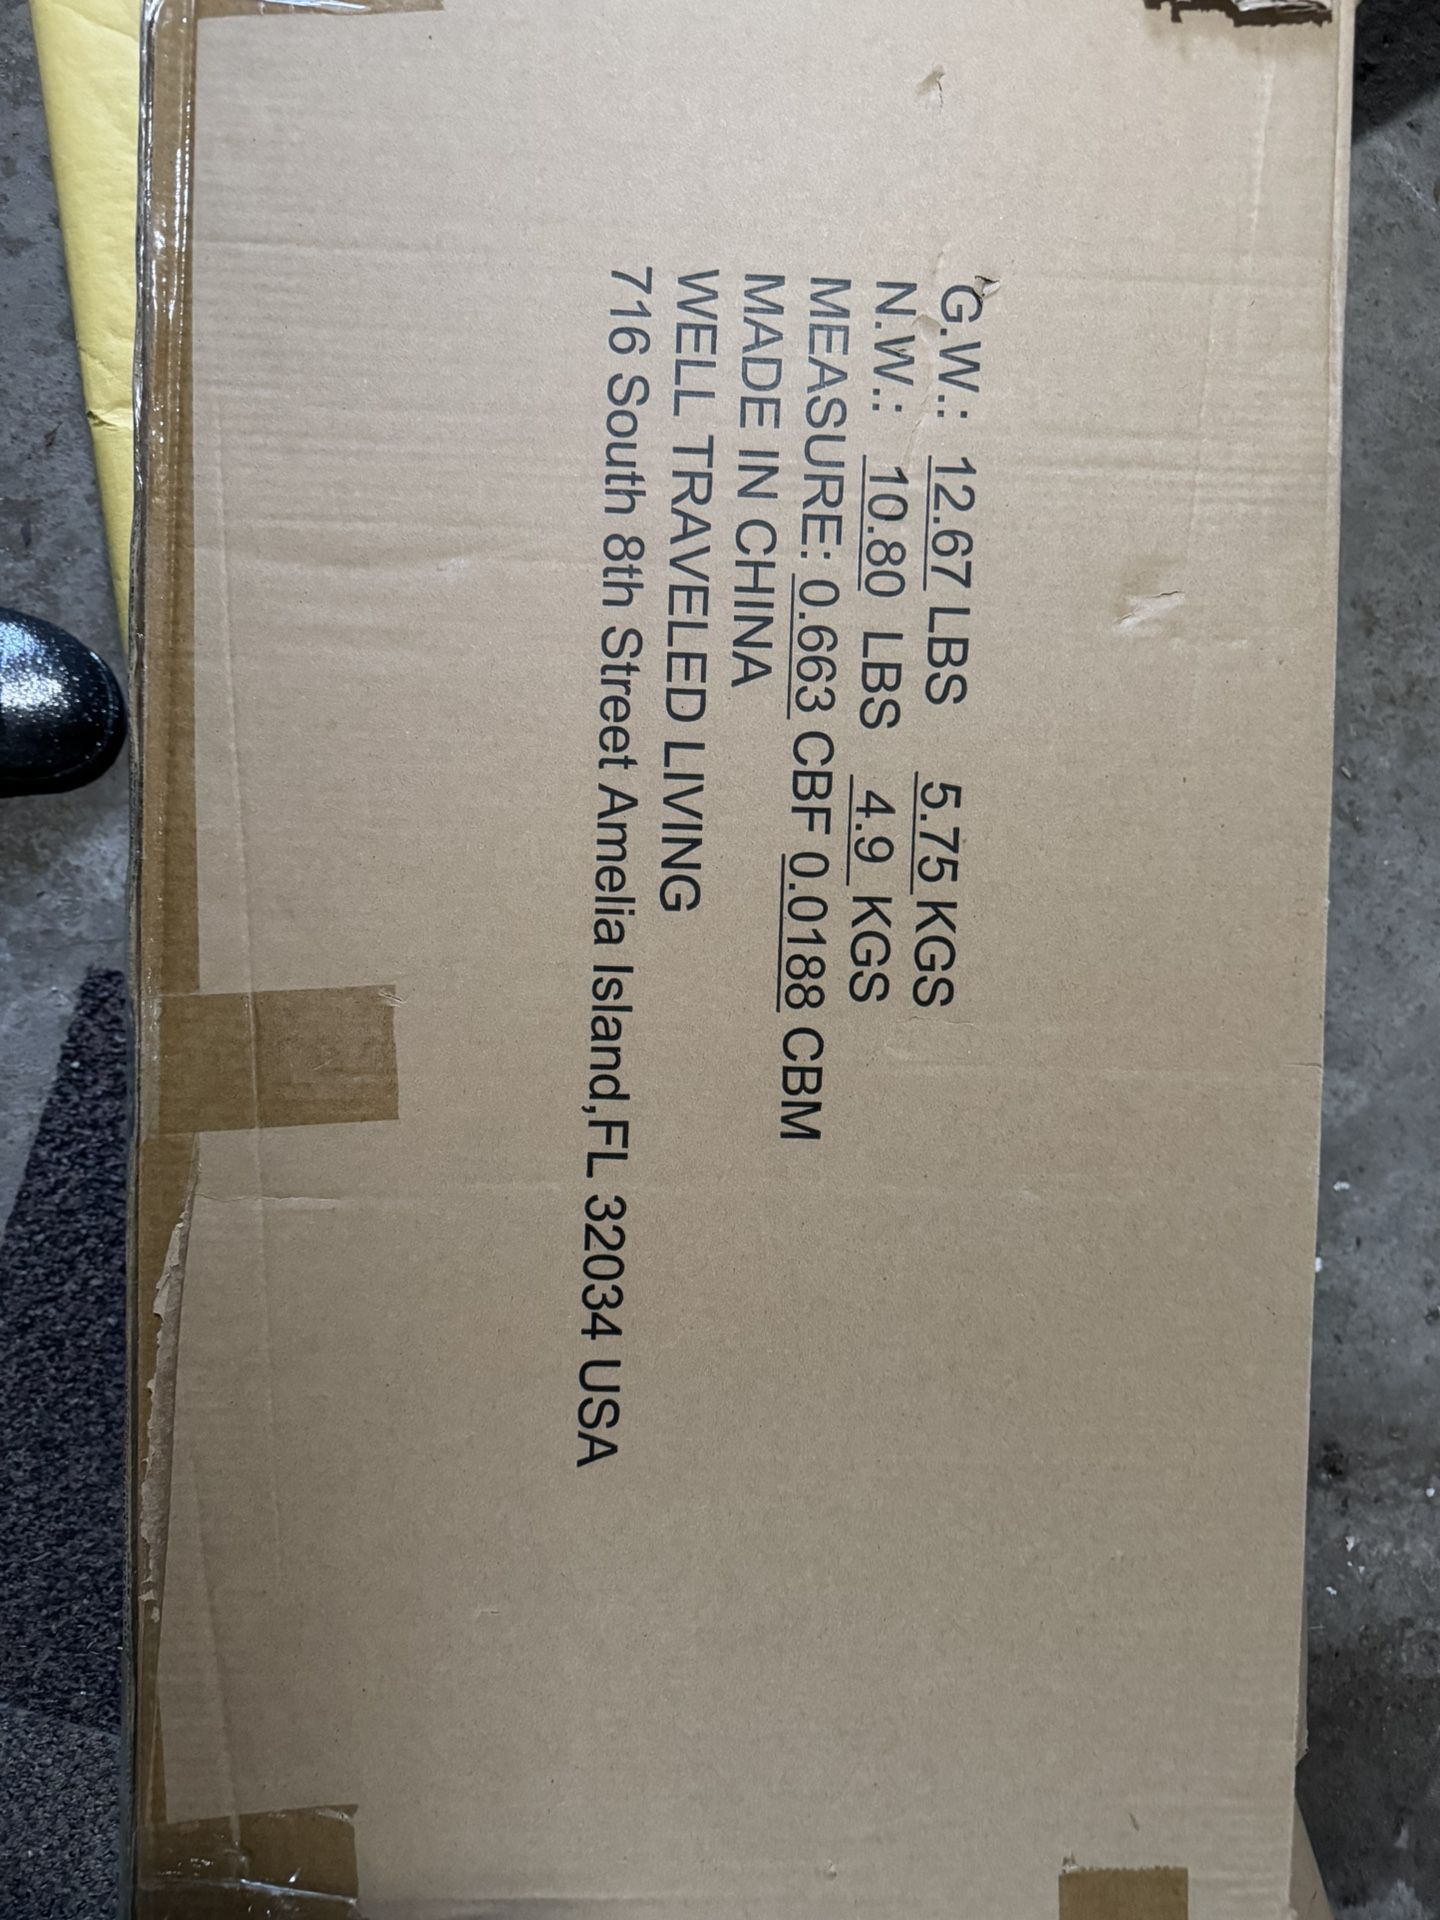 G.W.: 12.67 LBS 5.75 KGS
N.W.: 10.80 LBS 4.9 KGS
MEASURE: 0.663 CBF 0.0188 CBM
MADE IN CHINA
WELL TRAVELED LIVING
716 South 8th Street Amelia Island,FL 32034 USA